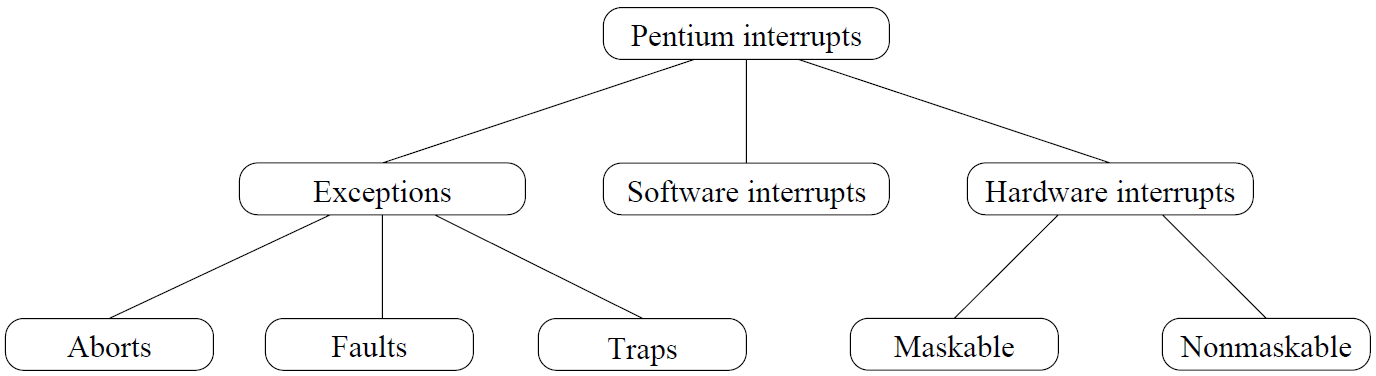 Pentium interrupts
Exceptions
Software interrupts
Hardware interrupts
Aborts
Faults
Traps
Maskable
Nonmaskable